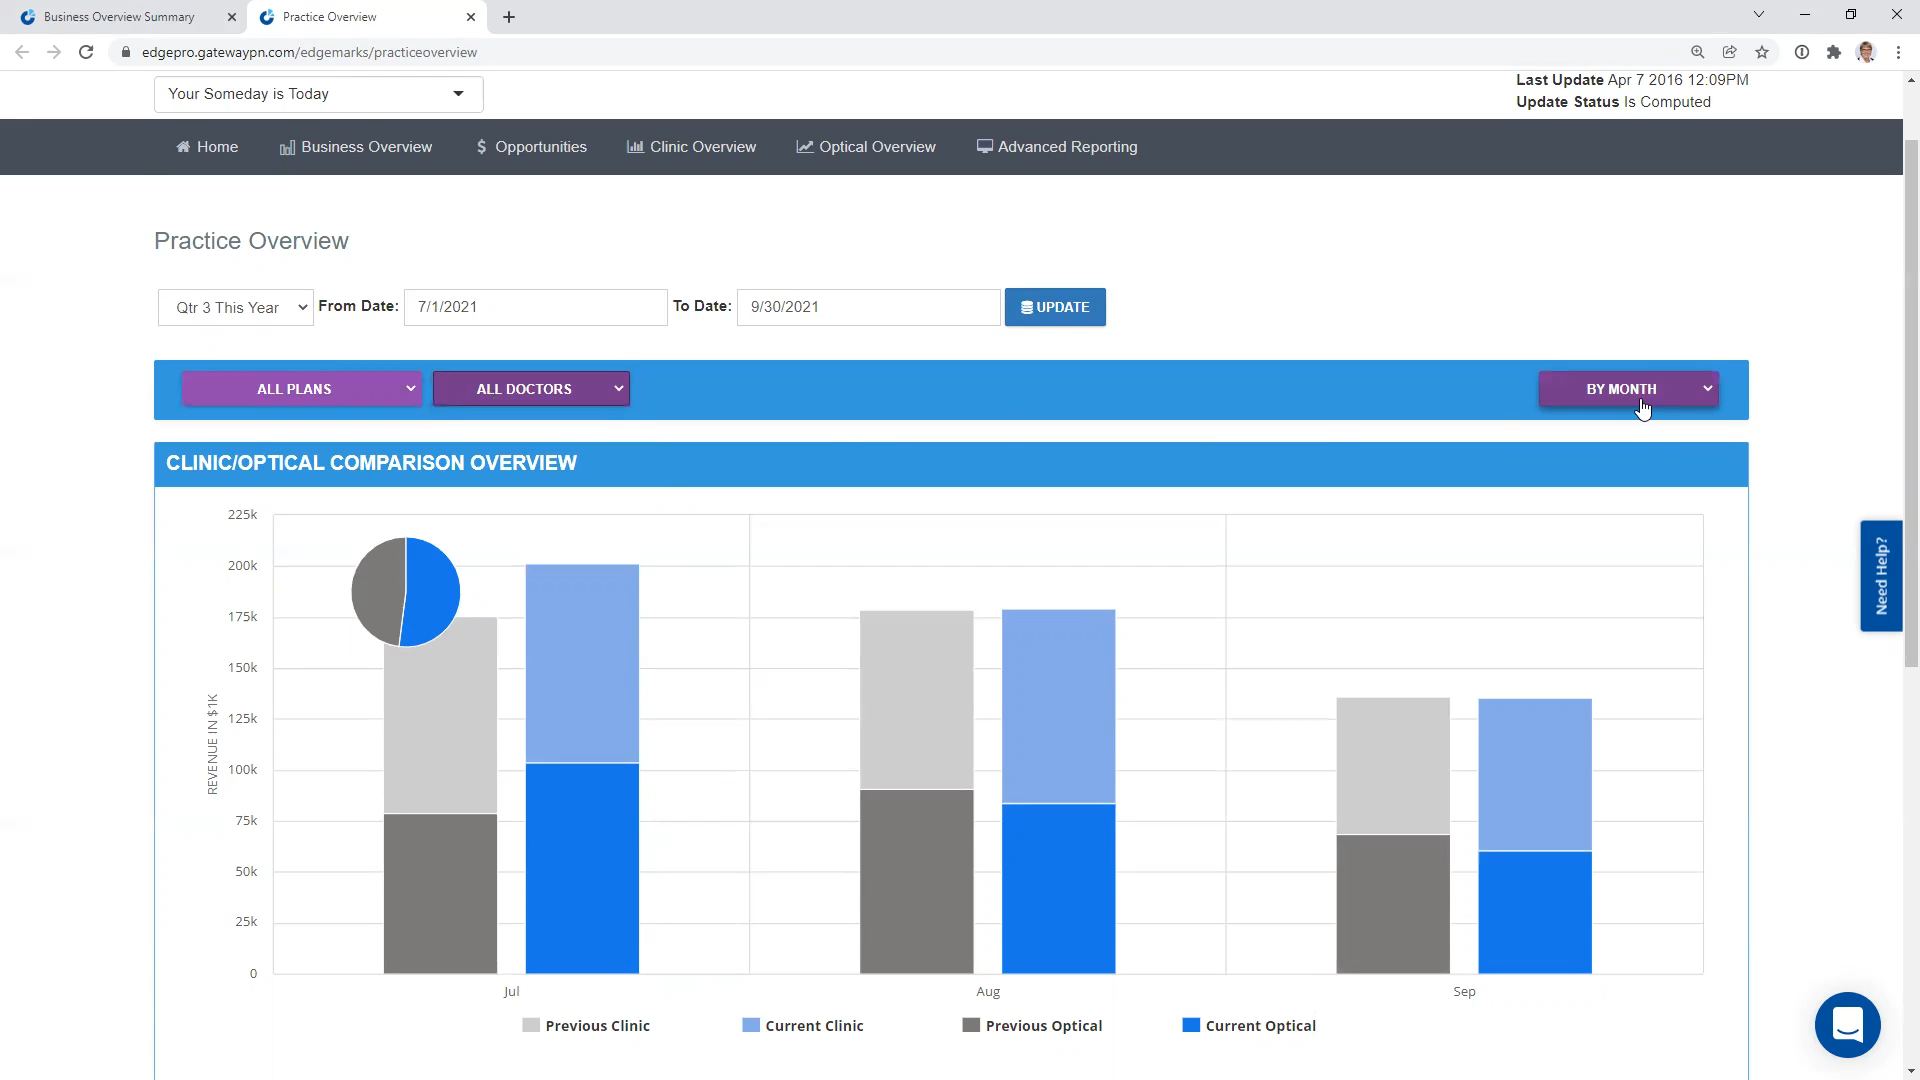 Business Overview Summary
Practice Overview
edgepro.gatewaypn.com/edgemarks/practiceoverview
Your Someday is Today
Last Update Apr 7 2016 12:09PM
Update Status Is Computed
Home
Business Overview
$ Opportunities
Clinic Overview
Optical Overview
Advanced Reporting
Practice Overview
Qtr 3 This Year
From Date:
7/1/2021
To Date:
9/30/2021
UPDATE
ALL PLANS
ALL DOCTORS
BY MONTH
CLINIC/OPTICAL COMPARISON OVERVIEW
225k
200k
175k
150k
125k
100k
75k
50k
25k
0
REVENUE IN $1K
Jul
Aug
Sep
Previous Clinic
Current Clinic
Previous Optical
Current Optical
Need Help?